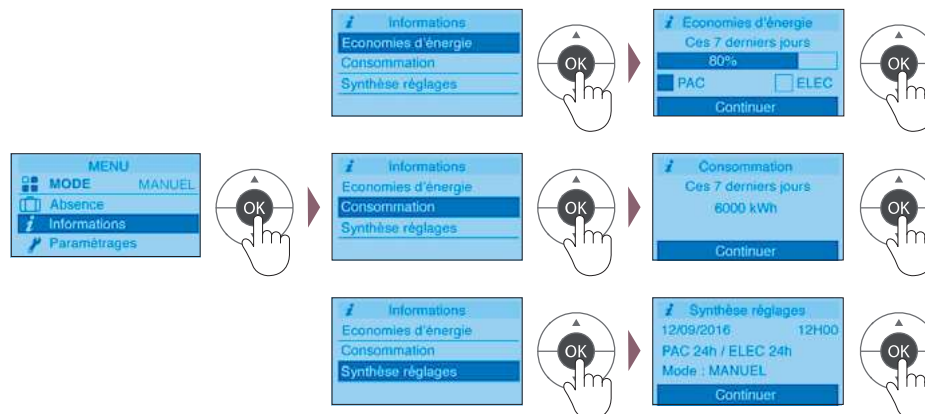 i Informations
Economies d'énergie
Consommation
Synthèse réglages
OK
i Economies d'énergie
Ces 7 derniers jours
80%
PAC ELEC
Continuer
OK
MENU
MODE MANUEL
Absence
i Informations
Paramétrages
OK
i Informations
Economies d'énergie
Consommation
Synthèse réglages
OK
i Consommation
Ces 7 derniers jours
6000 kWh
Continuer
OK
i Informations
Economies d'énergie
Consommation
Synthèse réglages
OK
i Synthèse réglages
12/09/2016 12H00
PAC 24h / ELEC 24h
Mode : MANUEL
Continuer
OK